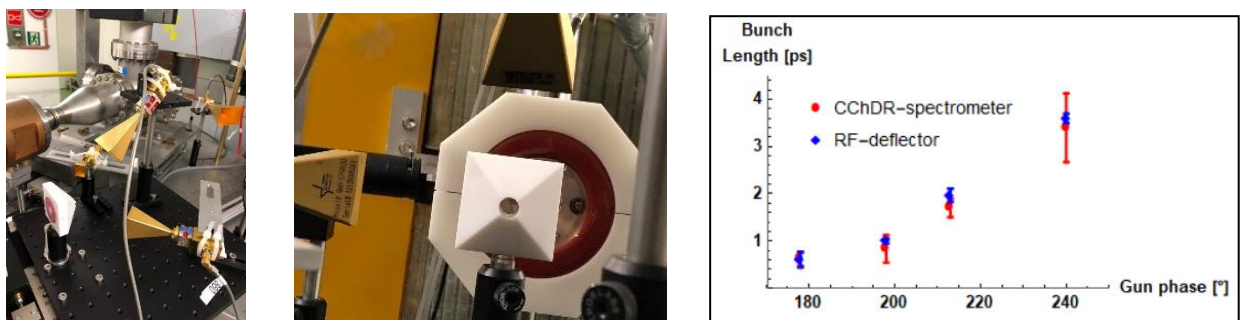 Bunch
Length [ps]
4
CChDR-spectrometer
RF-deflector
3
2
1
180
200
220
240
Gun phase [°]